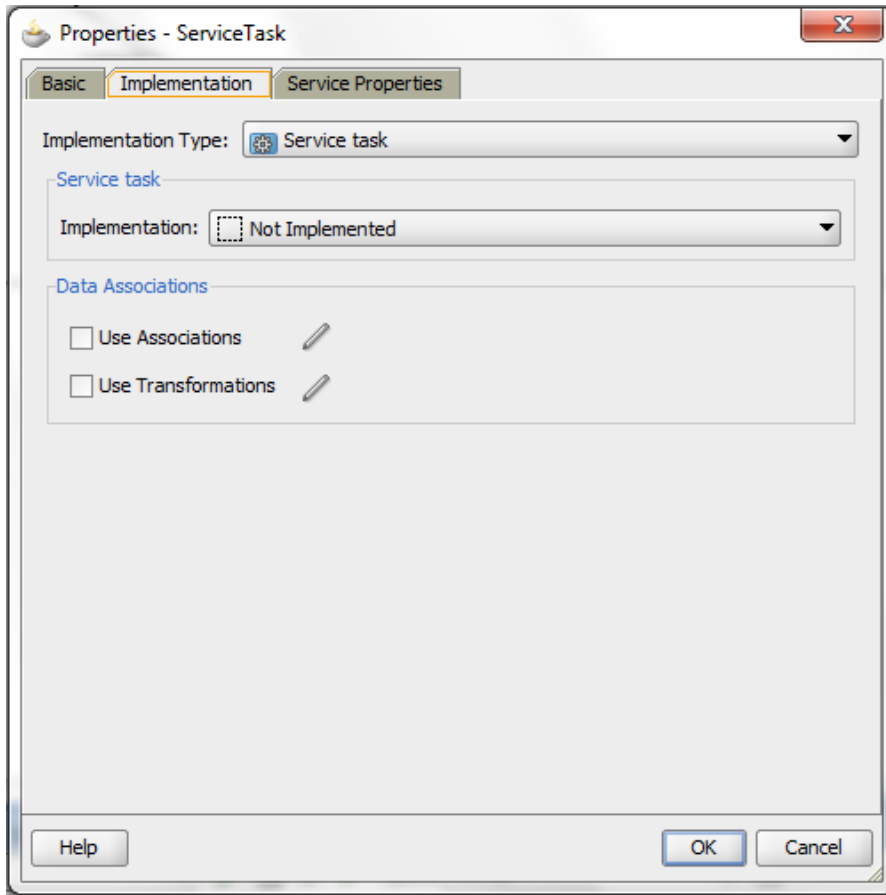 Properties - ServiceTask
Basic Implementation Service Properties
Implementation Type: Service task
Service task
Implementation: Not Implemented
Data Associations
Use Associations
Use Transformations
Help OK Cancel